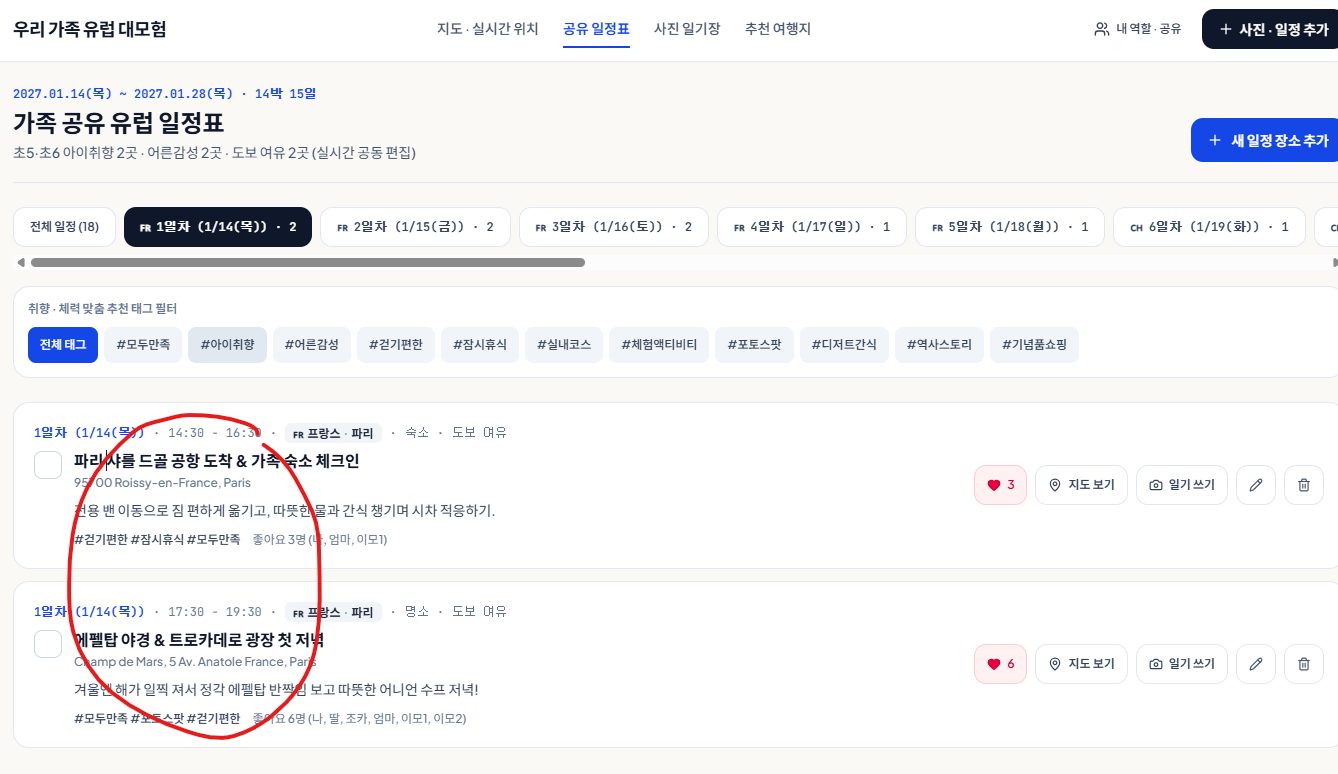 우리 가족 유럽 대모험
지도 · 실시간 위치 공유 일정표 사진 일기장 추천 여행지
내 역할 · 공유
+ 사진 · 일정 추가
2027.01.14(목) ~ 2027.01.28(목) · 14박 15일
가족 공유 유럽 일정표
초5·초6 아이취향 2곳 · 어른감성 2곳 · 도보 여유 2곳 (실시간 공동 편집)
+ 새 일정 장소 추가
전체 일정 (18) FR 1일차 (1/14(목)) · 2 FR 2일차 (1/15(금)) · 2 FR 3일차 (1/16(토)) · 2 FR 4일차 (1/17(일)) · 1 FR 5일차 (1/18(월)) · 1 CH 6일차 (1/19(화)) · 1
취향 · 체력 맞춤 추천 태그 필터
전체 태그 #모두만족 #아이취향 #어른감성 #걷기편한 #잠시휴식 #실내코스 #체험액티비티 #포토스팟 #디저트간식 #역사스토리 #기념품쇼핑
1일차 (1/14(목)) · 14:30 - 16:30 · FR 프랑스 · 파리 · 숙소 · 도보 여유
파리 샤를 드골 공항 도착 & 가족 숙소 체크인
95700 Roissy-en-France, Paris
전용 밴 이동으로 짐 편하게 옮기고, 따뜻한 물과 간식 챙기며 시차 적응하기.
#걷기편한 #잠시휴식 #모두만족 좋아요 3명 (나, 엄마, 이모1)
3 지도 보기 일기 쓰기
1일차 (1/14(목)) · 17:30 - 19:30 · FR 프랑스 · 파리 · 명소 · 도보 여유
에펠탑 야경 & 트로카데로 광장 첫 저녁
Champ de Mars, 5 Av. Anatole France, Paris
겨울엔 해가 일찍 져서 정각 에펠탑 반짝임 보고 따뜻한 어니언 수프 저녁!
#모두만족 #포토스팟 #걷기편한 좋아요 6명 (나, 딸, 조카, 엄마, 이모1, 이모2)
6 지도 보기 일기 쓰기